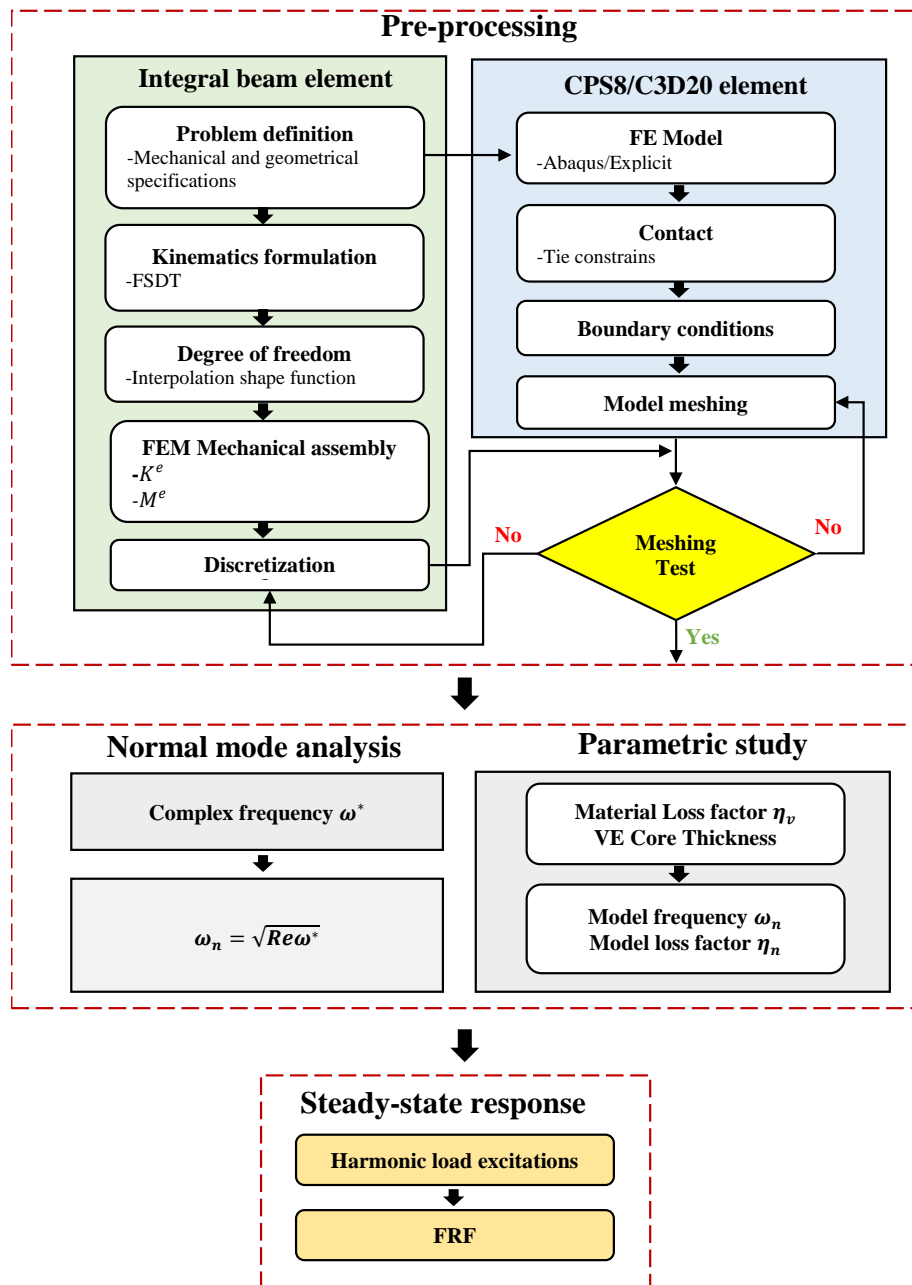 Pre-processing
Integral beam element
Problem definition
-Mechanical and geometrical
specifications
Kinematics formulation
-FSDT
Degree of freedom
-Interpolation shape function
FEM Mechanical assembly
-K^e
-M^e
Discretization
-
CPS8/C3D20 element
FE Model
-Abaqus/Explicit
Contact
-Tie constrains
Boundary conditions
Model meshing
No
Meshing
Test
No
Yes
Normal mode analysis
Complex frequency ω*
ω_n = √Reω*
Parametric study
Material Loss factor η_v
VE Core Thickness
Model frequency ω_n
Model loss factor η_n
Steady-state response
Harmonic load excitations
FRF